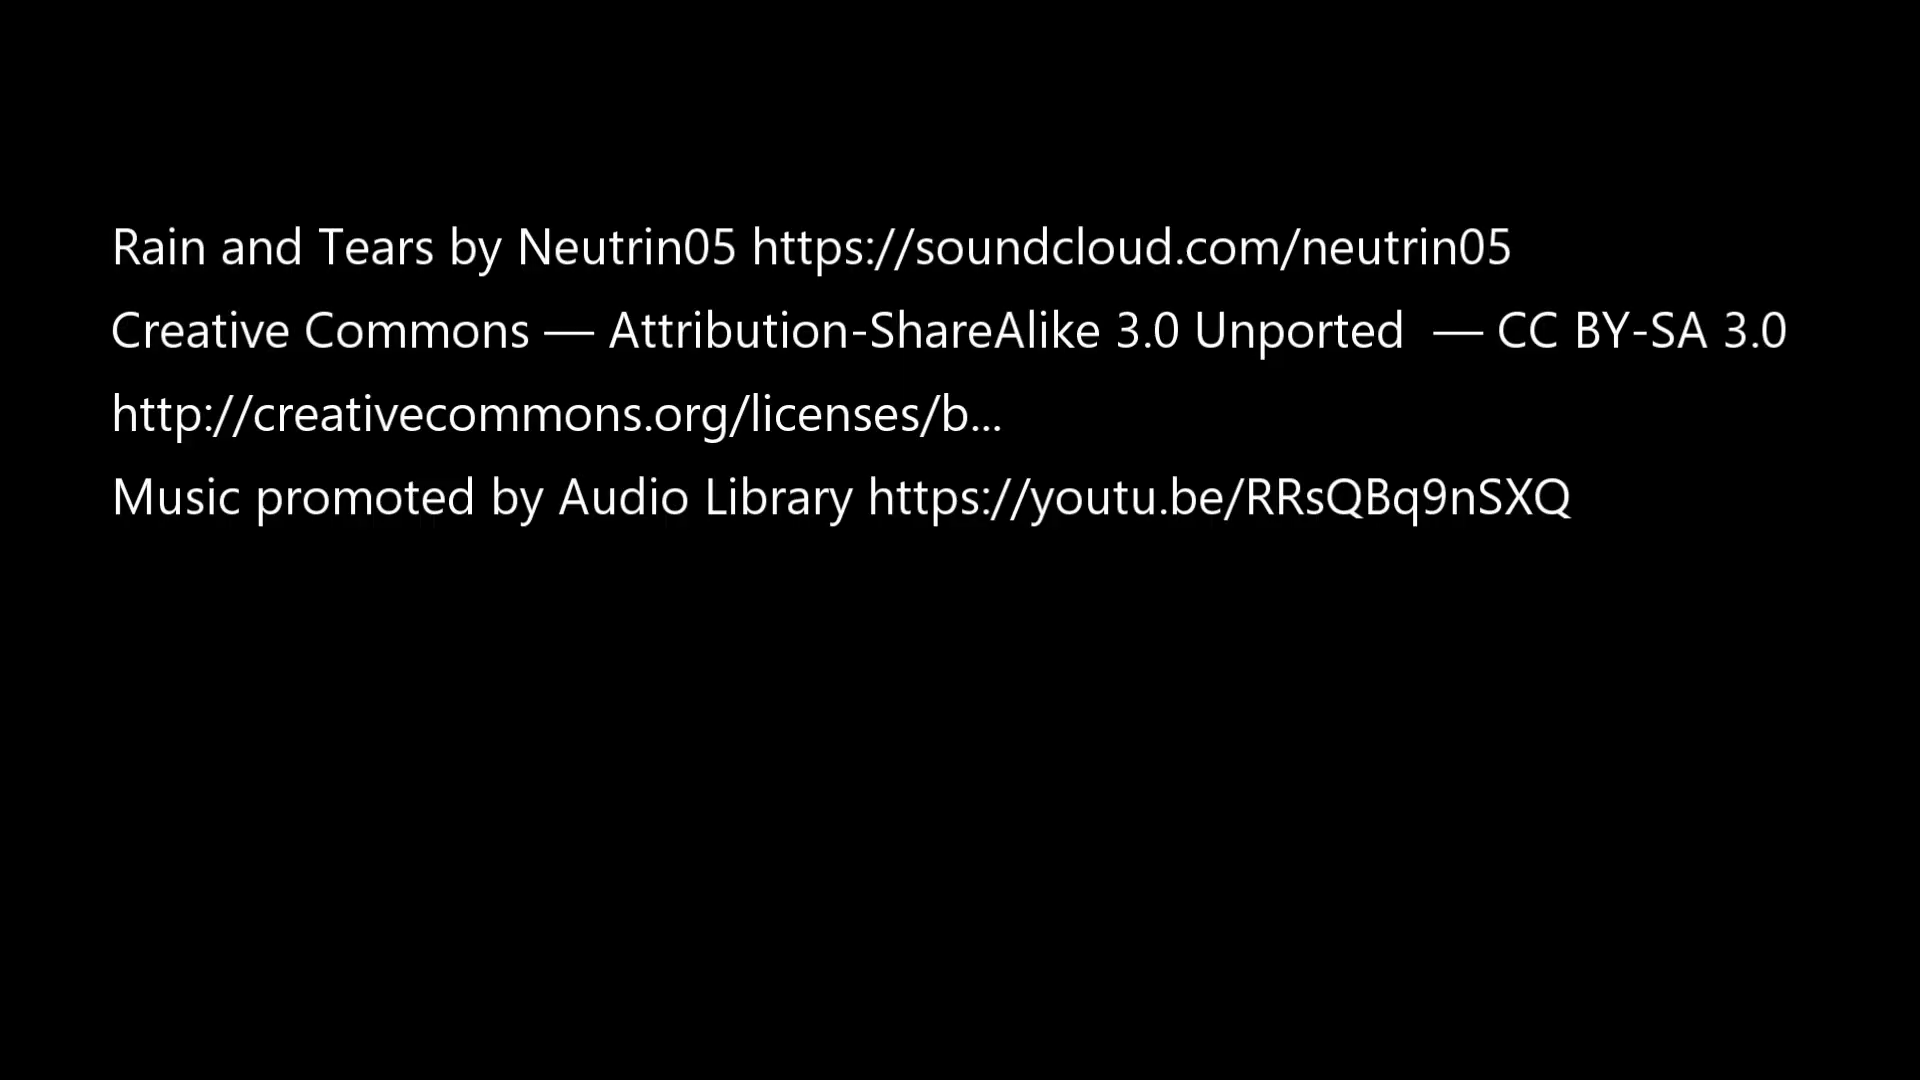 Rain and Tears by Neutrin05 https://soundcloud.com/neutrin05
Creative Commons — Attribution-ShareAlike 3.0 Unported  — CC BY-SA 3.0
http://creativecommons.org/licenses/b...
Music promoted by Audio Library https://youtu.be/RRsQBq9nSXQ